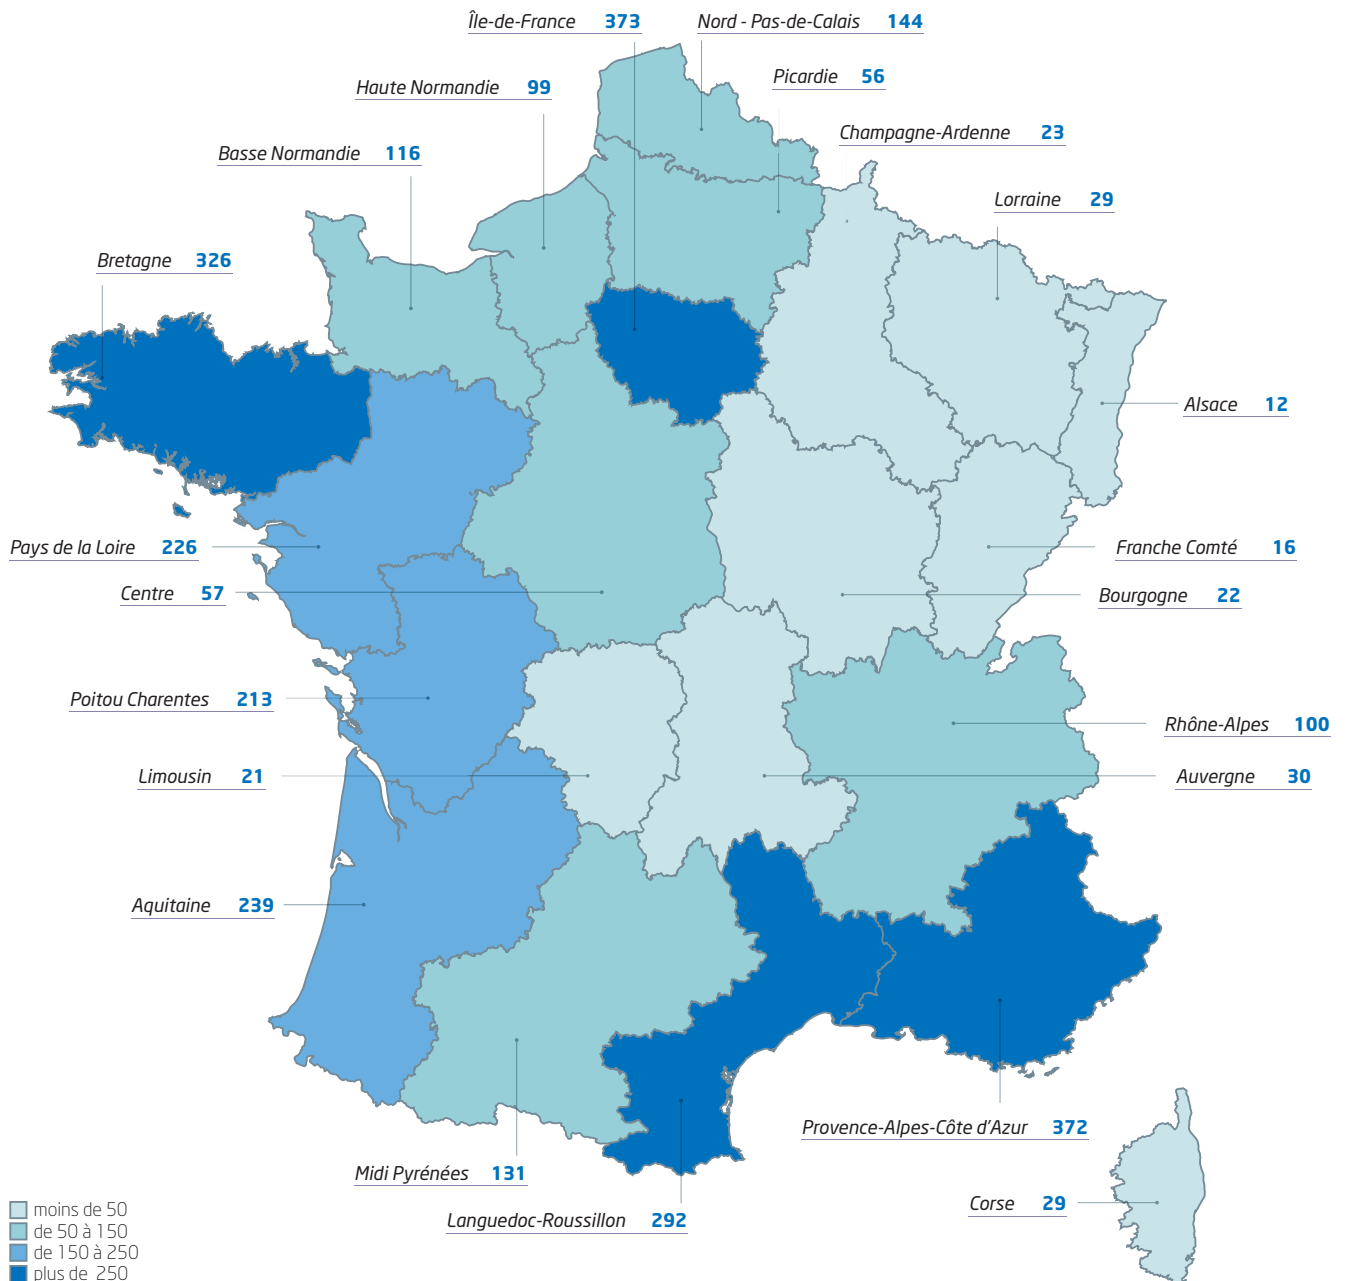 Île-de-France 373
Nord - Pas-de-Calais 144
Picardie 56
Haute Normandie 99
Champagne-Ardenne 23
Basse Normandie 116
Lorraine 29
Bretagne 326
Alsace 12
Pays de la Loire 226
Franche Comté 16
Centre 57
Bourgogne 22
Poitou Charentes 213
Rhône-Alpes 100
Limousin 21
Auvergne 30
Aquitaine 239
Provence-Alpes-Côte d'Azur 372
Midi Pyrénées 131
Corse 29
Languedoc-Roussillon 292
moins de 50
de 50 à 150
de 150 à 250
plus de 250